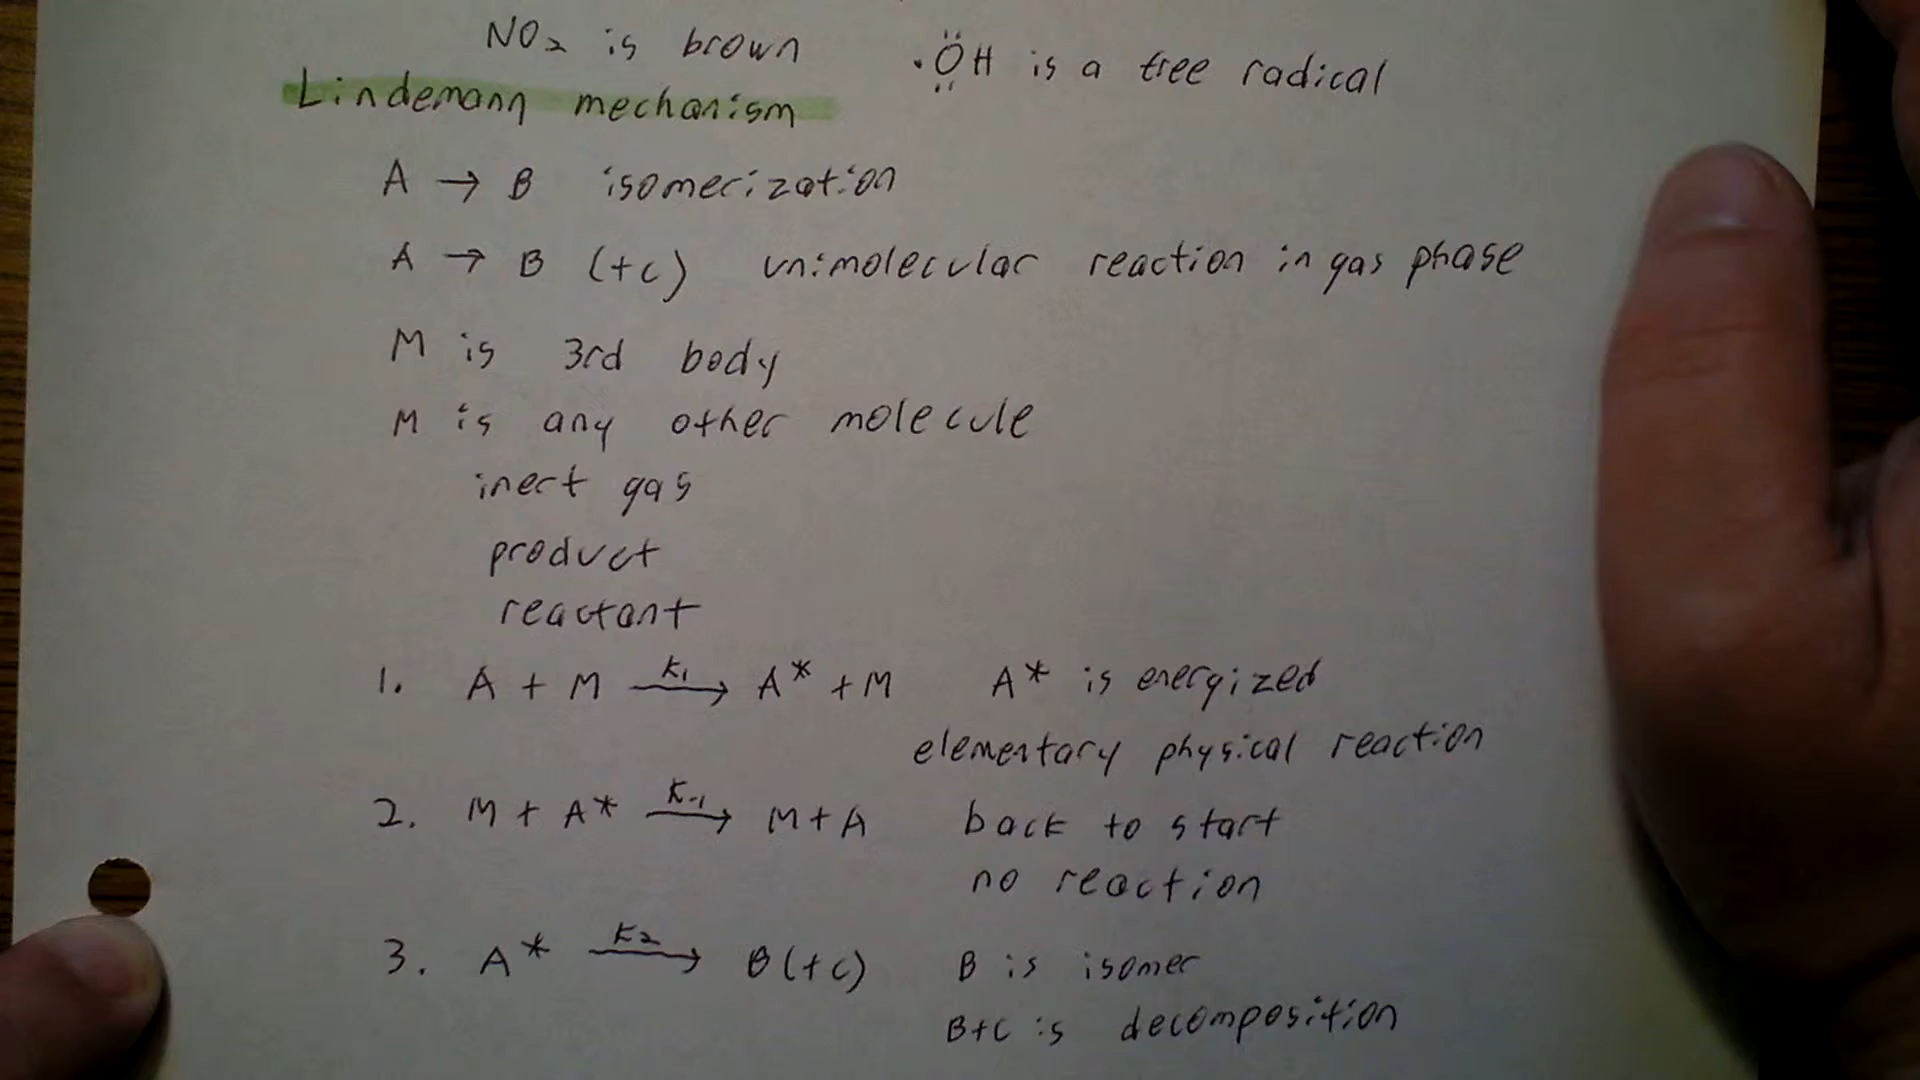 NO₂ is brown
·ÖH is a free radical
Lindemann mechanism
A → B isomerization
A → B (+C) unimolecular reaction in gas phase
M is 3rd body
M is any other molecule
inert gas
product
reactant
1. A + M —k₁→ A* + M A* is energized
elementary physical reaction
2. M + A* —k₋₁→ M + A back to start
no reaction
3. A* —k₂→ B (+C) B is isomer
B+C is decomposition